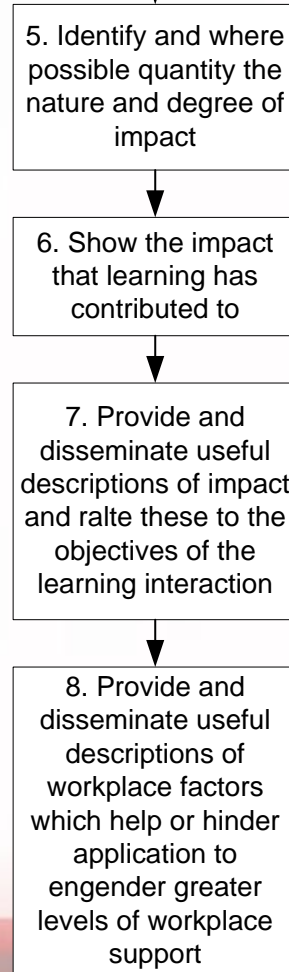 5. Identify and where
possible quantity the
nature and degree of
impact
6. Show the impact
that learning has
contributed to
7. Provide and
disseminate useful
descriptions of impact
and ralte these to the
objectives of the
learning interaction
8. Provide and
disseminate useful
descriptions of
workplace factors
which help or hinder
application to
engender greater
levels of workplace
support